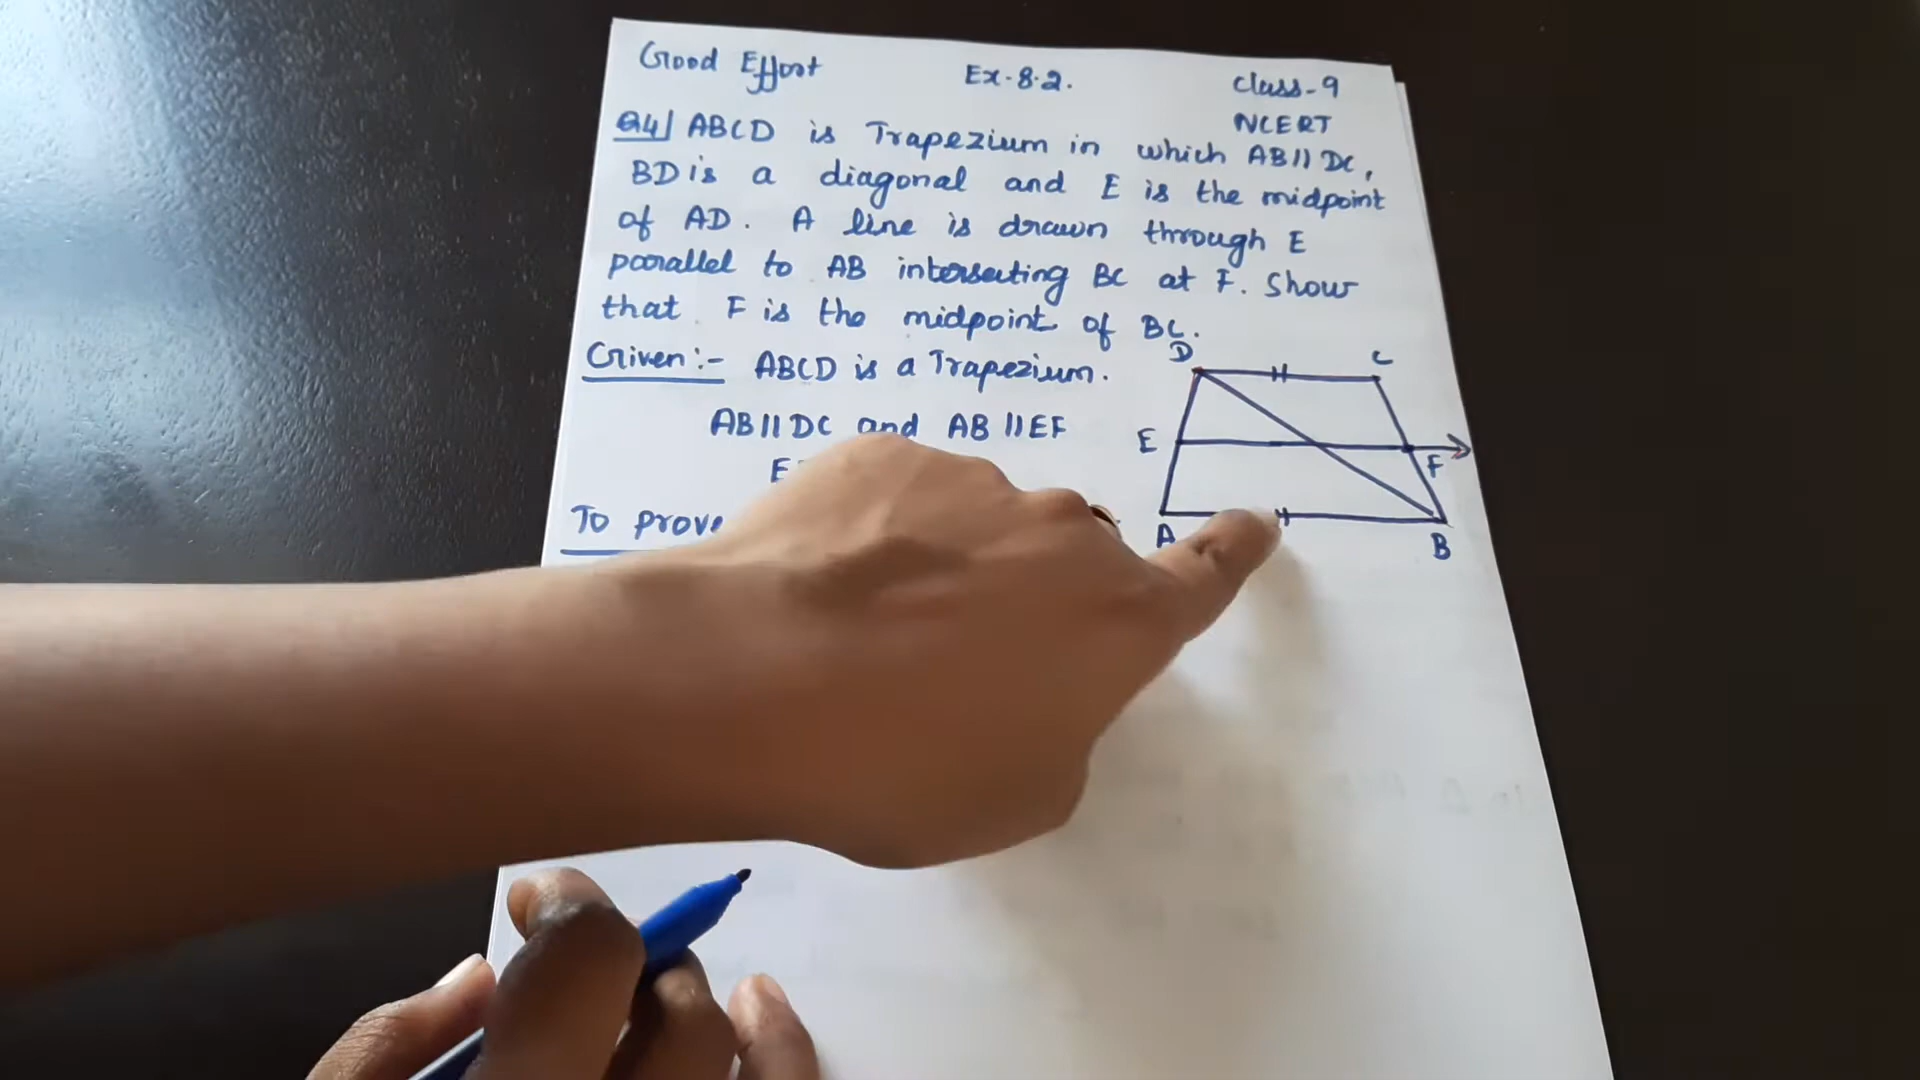 Good Effort Ex-8.2. Class-9
NCERT
Q4| ABCD is Trapezium in which AB||DC,
BD is a diagonal and E is the midpoint
of AD. A line is drawn through E
parallel to AB intersecting BC at F. Show
that F is the midpoint of BC.
Given:- ABCD is a Trapezium.
AB||DC and AB||EF
E
To prove
D C
E F
A B